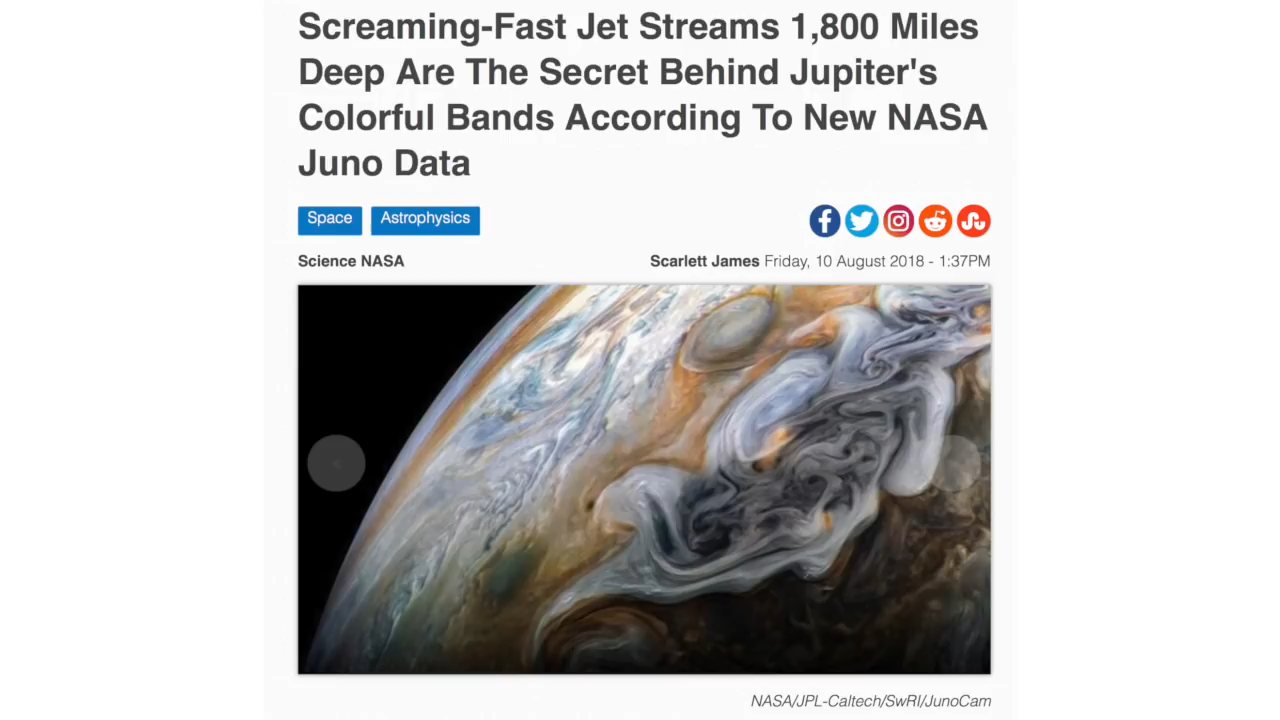 Screaming-Fast Jet Streams 1,800 Miles
Deep Are The Secret Behind Jupiter's
Colorful Bands According To New NASA
Juno Data
Space Astrophysics
Science NASA Scarlett James Friday, 10 August 2018 - 1:37PM
NASA/JPL-Caltech/SwRI/JunoCam